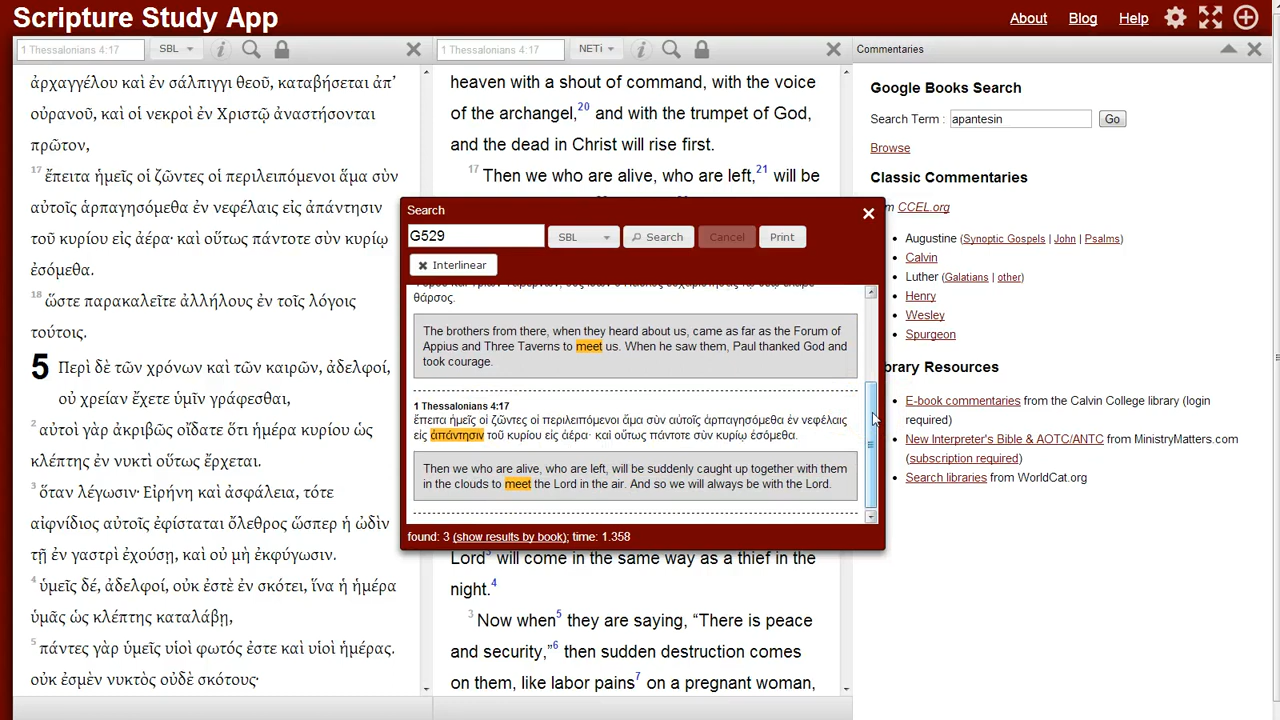 Scripture Study App
About Blog Help
1 Thessalonians 4:17 SBL
ἀρχαγγέλου καὶ ἐν σάλπιγγι θεοῦ, καταβήσεται ἀπ’
οὐρανοῦ, καὶ οἱ νεκροὶ ἐν Χριστῷ ἀναστήσονται
πρῶτον,
17 ἔπειτα ἡμεῖς οἱ ζῶντες οἱ περιλειπόμενοι ἅμα σὺν
αὐτοῖς ἁρπαγησόμεθα ἐν νεφέλαις εἰς ἀπάντησιν
τοῦ κυρίου εἰς ἀέρα· καὶ οὕτως πάντοτε σὺν κυρίῳ
ἐσόμεθα.
18 ὥστε παρακαλεῖτε ἀλλήλους ἐν τοῖς λόγοις
τούτοις.
5 Περὶ δὲ τῶν χρόνων καὶ τῶν καιρῶν, ἀδελφοί,
οὐ χρείαν ἔχετε ὑμῖν γράφεσθαι,
2 αὐτοὶ γὰρ ἀκριβῶς οἴδατε ὅτι ἡμέρα κυρίου ὡς
κλέπτης ἐν νυκτὶ οὕτως ἔρχεται.
3 ὅταν λέγωσιν· Εἰρήνη καὶ ἀσφάλεια, τότε
αἰφνίδιος αὐτοῖς ἐφίσταται ὄλεθρος ὥσπερ ἡ ὠδὶν
τῇ ἐν γαστρὶ ἐχούσῃ, καὶ οὐ μὴ ἐκφύγωσιν.
4 ὑμεῖς δέ, ἀδελφοί, οὐκ ἐστὲ ἐν σκότει, ἵνα ἡ ἡμέρα
ὑμᾶς ὡς κλέπτης καταλάβῃ,
5 πάντες γὰρ ὑμεῖς υἱοὶ φωτός ἐστε καὶ υἱοὶ ἡμέρας.
οὐκ ἐσμὲν νυκτὸς οὐδὲ σκότους·
1 Thessalonians 4:17 NETi
heaven with a shout of command, with the voice
of the archangel,20 and with the trumpet of God,
and the dead in Christ will rise first.
17 Then we who are alive, who are left,21 will be
Search
G529 SBL Search Cancel Print
Interlinear
θάρσος.
The brothers from there, when they heard about us, came as far as the Forum of
Appius and Three Taverns to meet us. When he saw them, Paul thanked God and
took courage.
1 Thessalonians 4:17
ἔπειτα ἡμεῖς οἱ ζῶντες οἱ περιλειπόμενοι ἅμα σὺν αὐτοῖς ἁρπαγησόμεθα ἐν νεφέλαις
εἰς ἀπάντησιν τοῦ κυρίου εἰς ἀέρα· καὶ οὕτως πάντοτε σὺν κυρίῳ ἐσόμεθα.
Then we who are alive, who are left, will be suddenly caught up together with them
in the clouds to meet the Lord in the air. And so we will always be with the Lord.
found: 3 (show results by book); time: 1.358
Lord3 will come in the same way as a thief in the
night.4
3 Now when5 they are saying, “There is peace
and security,”6 then sudden destruction comes
on them, like labor pains7 on a pregnant woman,
Commentaries
Google Books Search
Search Term : apantesin Go
Browse
Classic Commentaries
CCEL.org
Augustine (Synoptic Gospels | John | Psalms)
Calvin
Luther (Galatians | other)
Henry
Wesley
Spurgeon
Resources
E-book commentaries from the Calvin College library (login
required)
New Interpreter's Bible & AOTC/ANTC from MinistryMatters.com
(subscription required)
Search libraries from WorldCat.org